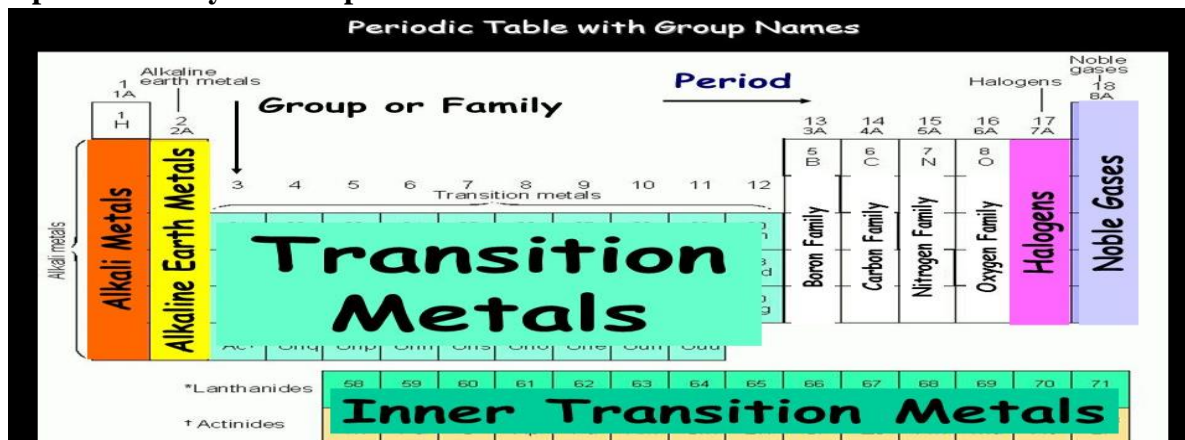 Periodic Table with Group Names
Alkaline
earth metals
Noble
gases
1
1A
Period
Halogens
18
8A
Group or Family
1
H
2
2A
13
3A
14
4A
15
5A
16
6A
17
7A
5
B
6
C
7
N
8
O
3 4 5 6 7 8 9 10 11 12
Transition metals
Alkali metals
Alkali Metals
Alkaline Earth Metals
Transition
Metals
Boron Family
Carbon Family
Nitrogen Family
Oxygen Family
Halogens
Noble Gases
*Lanthanides
58 59 60 61 62 63 64 65 66 67 68 69 70 71
Inner Transition Metals
† Actinides